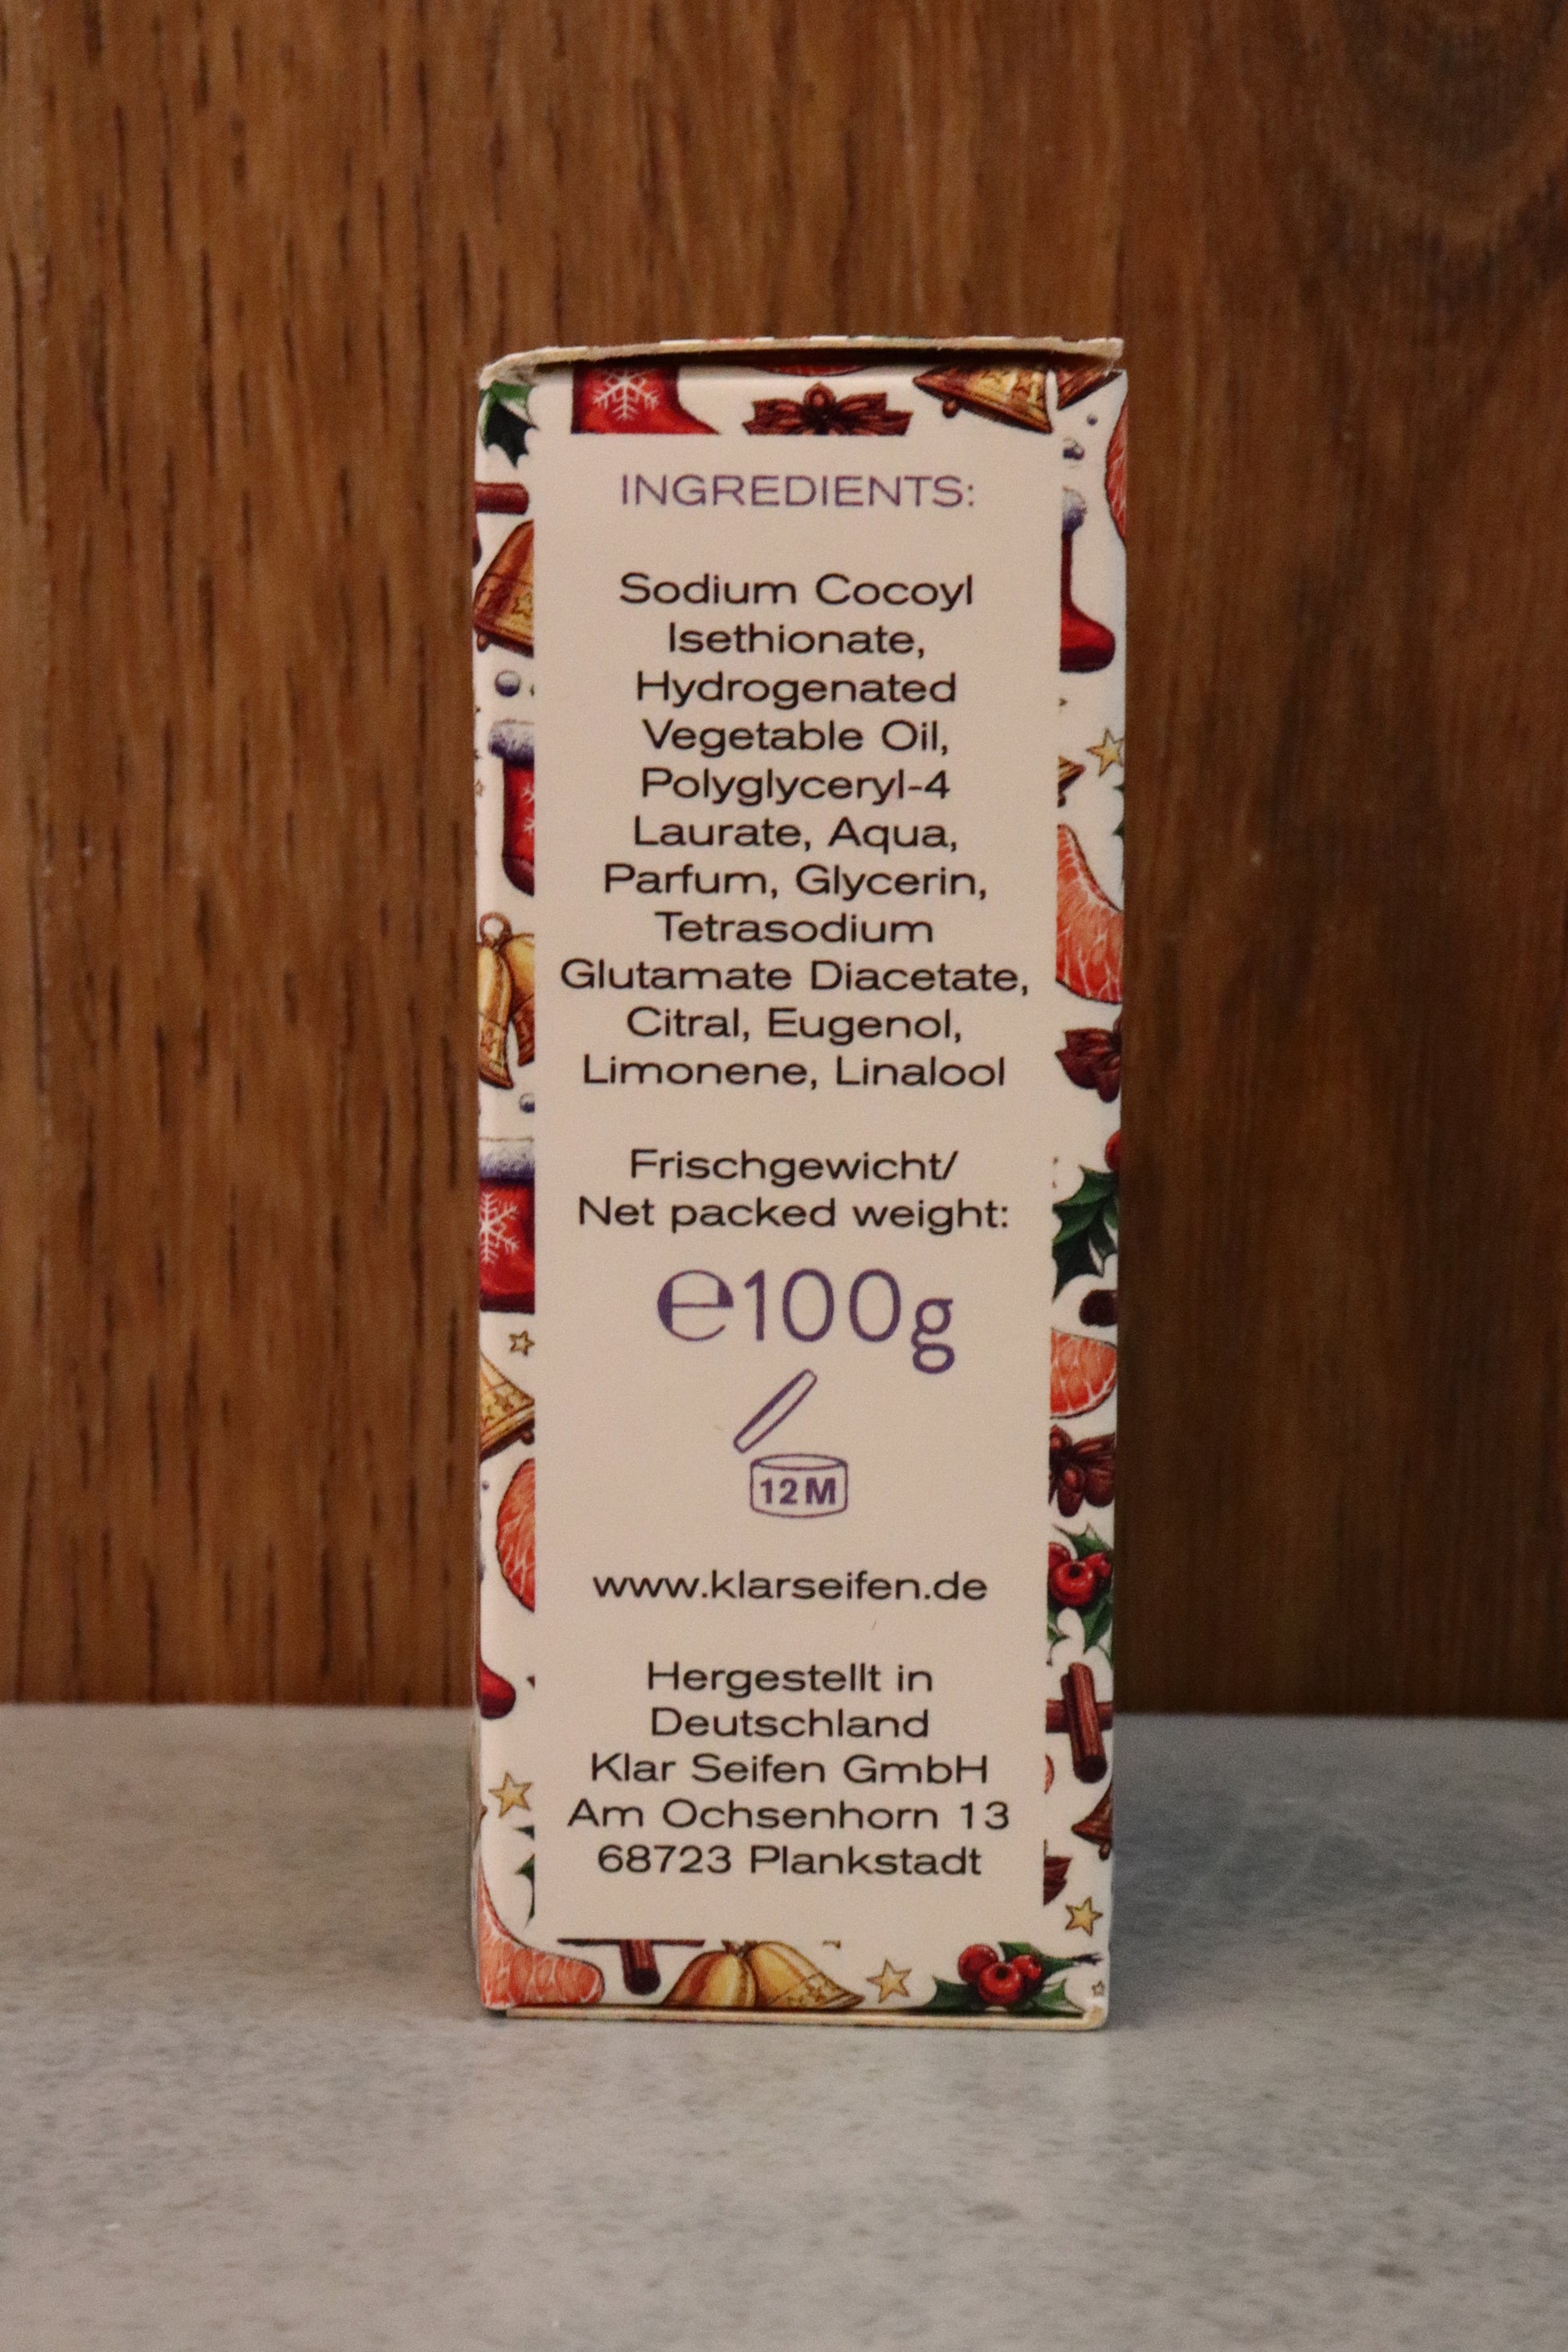 INGREDIENTS:
Sodium Cocoyl
Isethionate,
Hydrogenated
Vegetable Oil,
Polyglyceryl-4
Laurate, Aqua,
Parfum, Glycerin,
Tetrasodium
Glutamate Diacetate,
Citral, Eugenol,
Limonene, Linalool
Frischgewicht/
Net packed weight:
℮100g
12M
www.klarseifen.de
Hergestellt in
Deutschland
Klar Seifen GmbH
Am Ochsenhorn 13
68723 Plankstadt